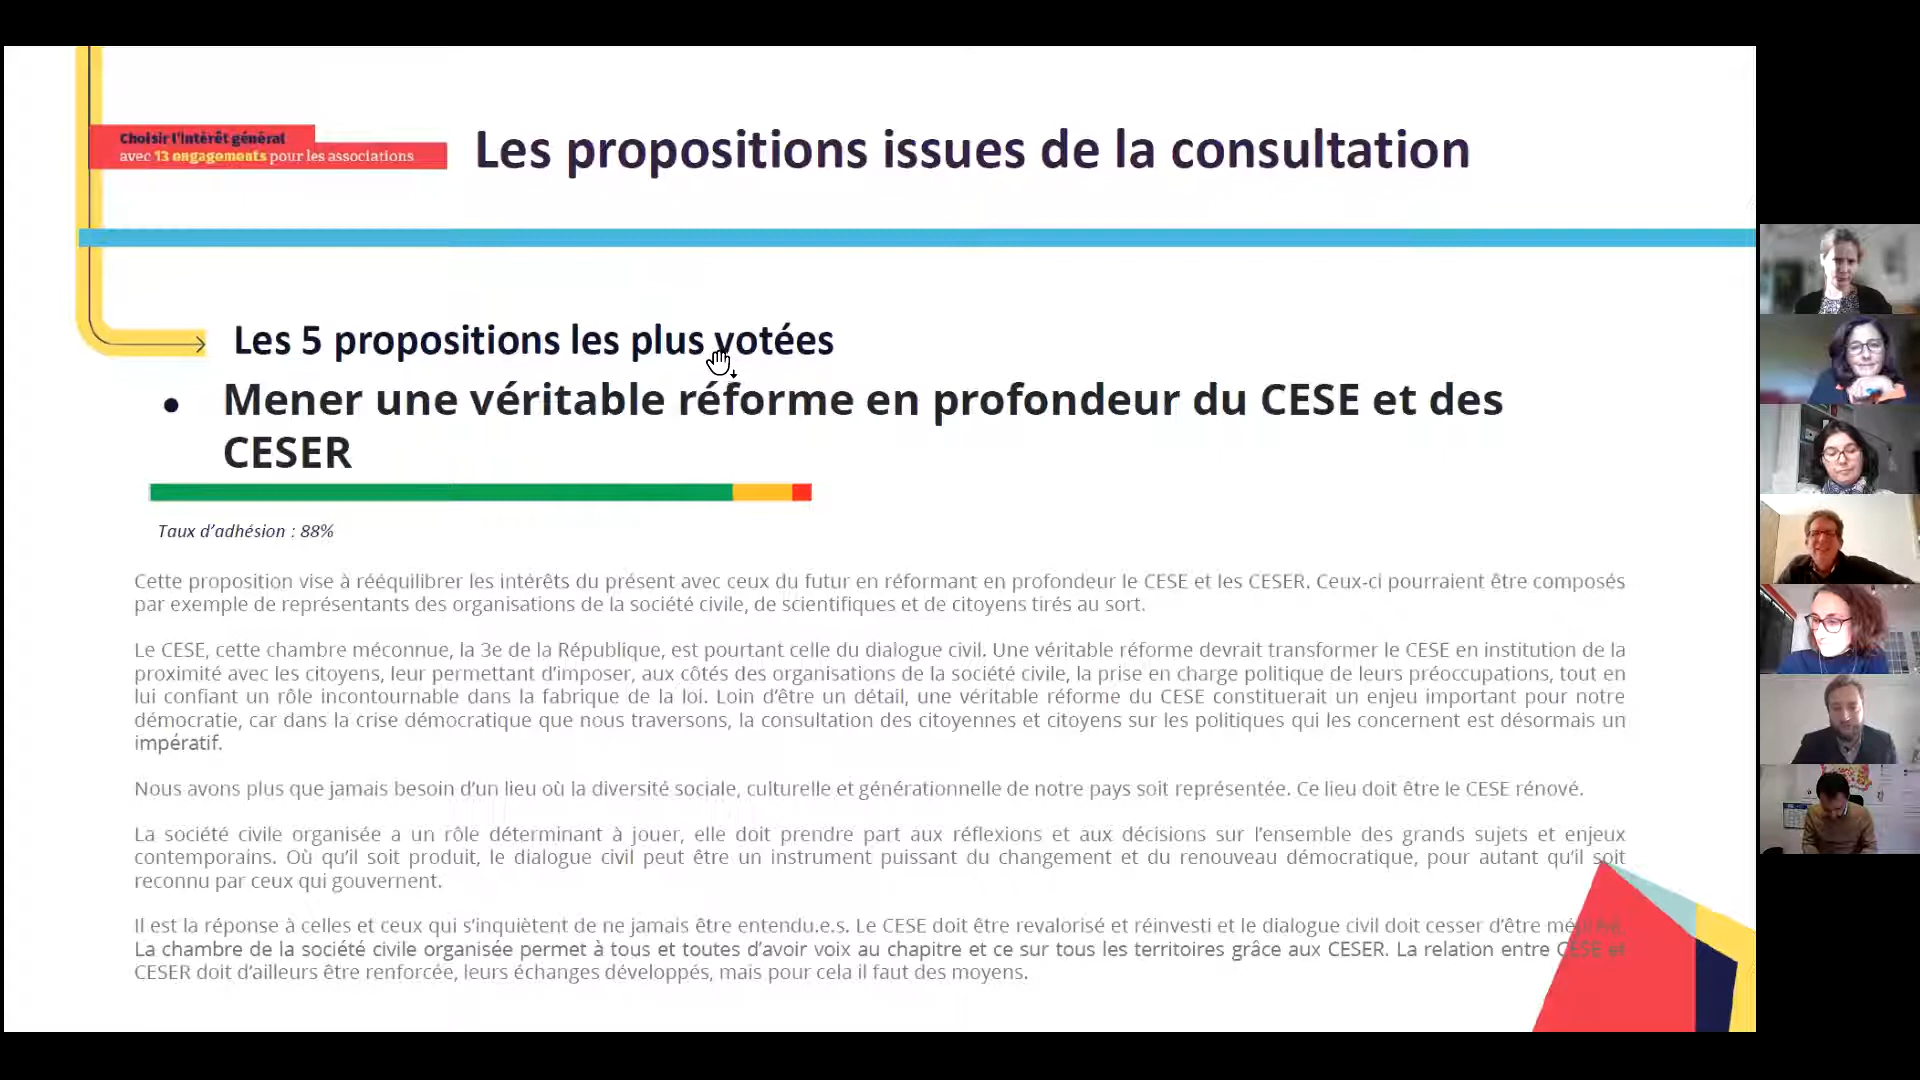 Choisir l'intérêt général
avec 13 engagements pour les associations
Les propositions issues de la consultation
Les 5 propositions les plus votées
• Mener une véritable réforme en profondeur du CESE et des
CESER
Taux d'adhésion : 88%
Cette proposition vise à rééquilibrer les intérêts du présent avec ceux du futur en réformant en profondeur le CESE et les CESER. Ceux-ci pourraient être composés
par exemple de représentants des organisations de la société civile, de scientifiques et de citoyens tirés au sort.
Le CESE, cette chambre méconnue, la 3e de la République, est pourtant celle du dialogue civil. Une véritable réforme devrait transformer le CESE en institution de la
proximité avec les citoyens, leur permettant d'imposer, aux côtés des organisations de la société civile, la prise en charge politique de leurs préoccupations, tout en
lui confiant un rôle incontournable dans la fabrique de la loi. Loin d'être un détail, une véritable réforme du CESE constituerait un enjeu important pour notre
démocratie, car dans la crise démocratique que nous traversons, la consultation des citoyennes et citoyens sur les politiques qui les concernent est désormais un
impératif.
Nous avons plus que jamais besoin d'un lieu où la diversité sociale, culturelle et générationnelle de notre pays soit représentée. Ce lieu doit être le CESE rénové.
La société civile organisée a un rôle déterminant à jouer, elle doit prendre part aux réflexions et aux décisions sur l'ensemble des grands sujets et enjeux
contemporains. Où qu'il soit produit, le dialogue civil peut être un instrument puissant du changement et du renouveau démocratique, pour autant qu'il soit
reconnu par ceux qui gouvernent.
Il est la réponse à celles et ceux qui s'inquiètent de ne jamais être entendu.e.s. Le CESE doit être revalorisé et réinvesti et le dialogue civil doit cesser d'être
La chambre de la société civile organisée permet à tous et toutes d'avoir voix au chapitre et ce sur tous les territoires grâce aux CESER. La relation entre CESE et
CESER doit d'ailleurs être renforcée, leurs échanges développés, mais pour cela il faut des moyens.